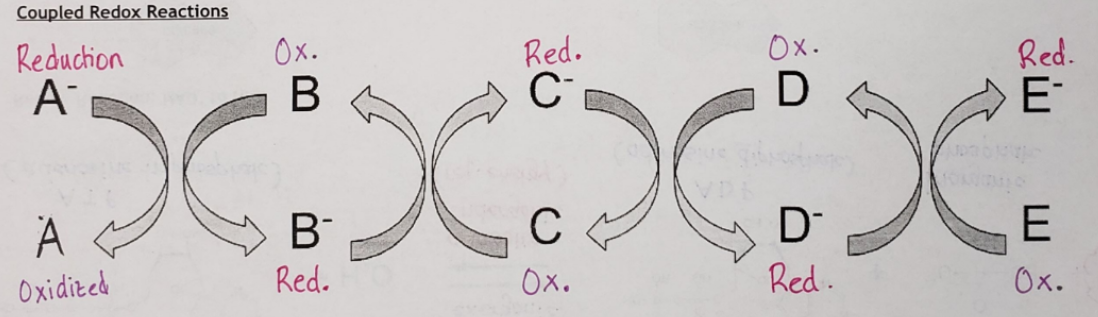 Coupled Redox Reactions
Reduction Ox. Red. Ox. Red.
A⁻ B C⁻ D E⁻
A B⁻ C D⁻ E
Oxidized Red. Ox. Red. Ox.